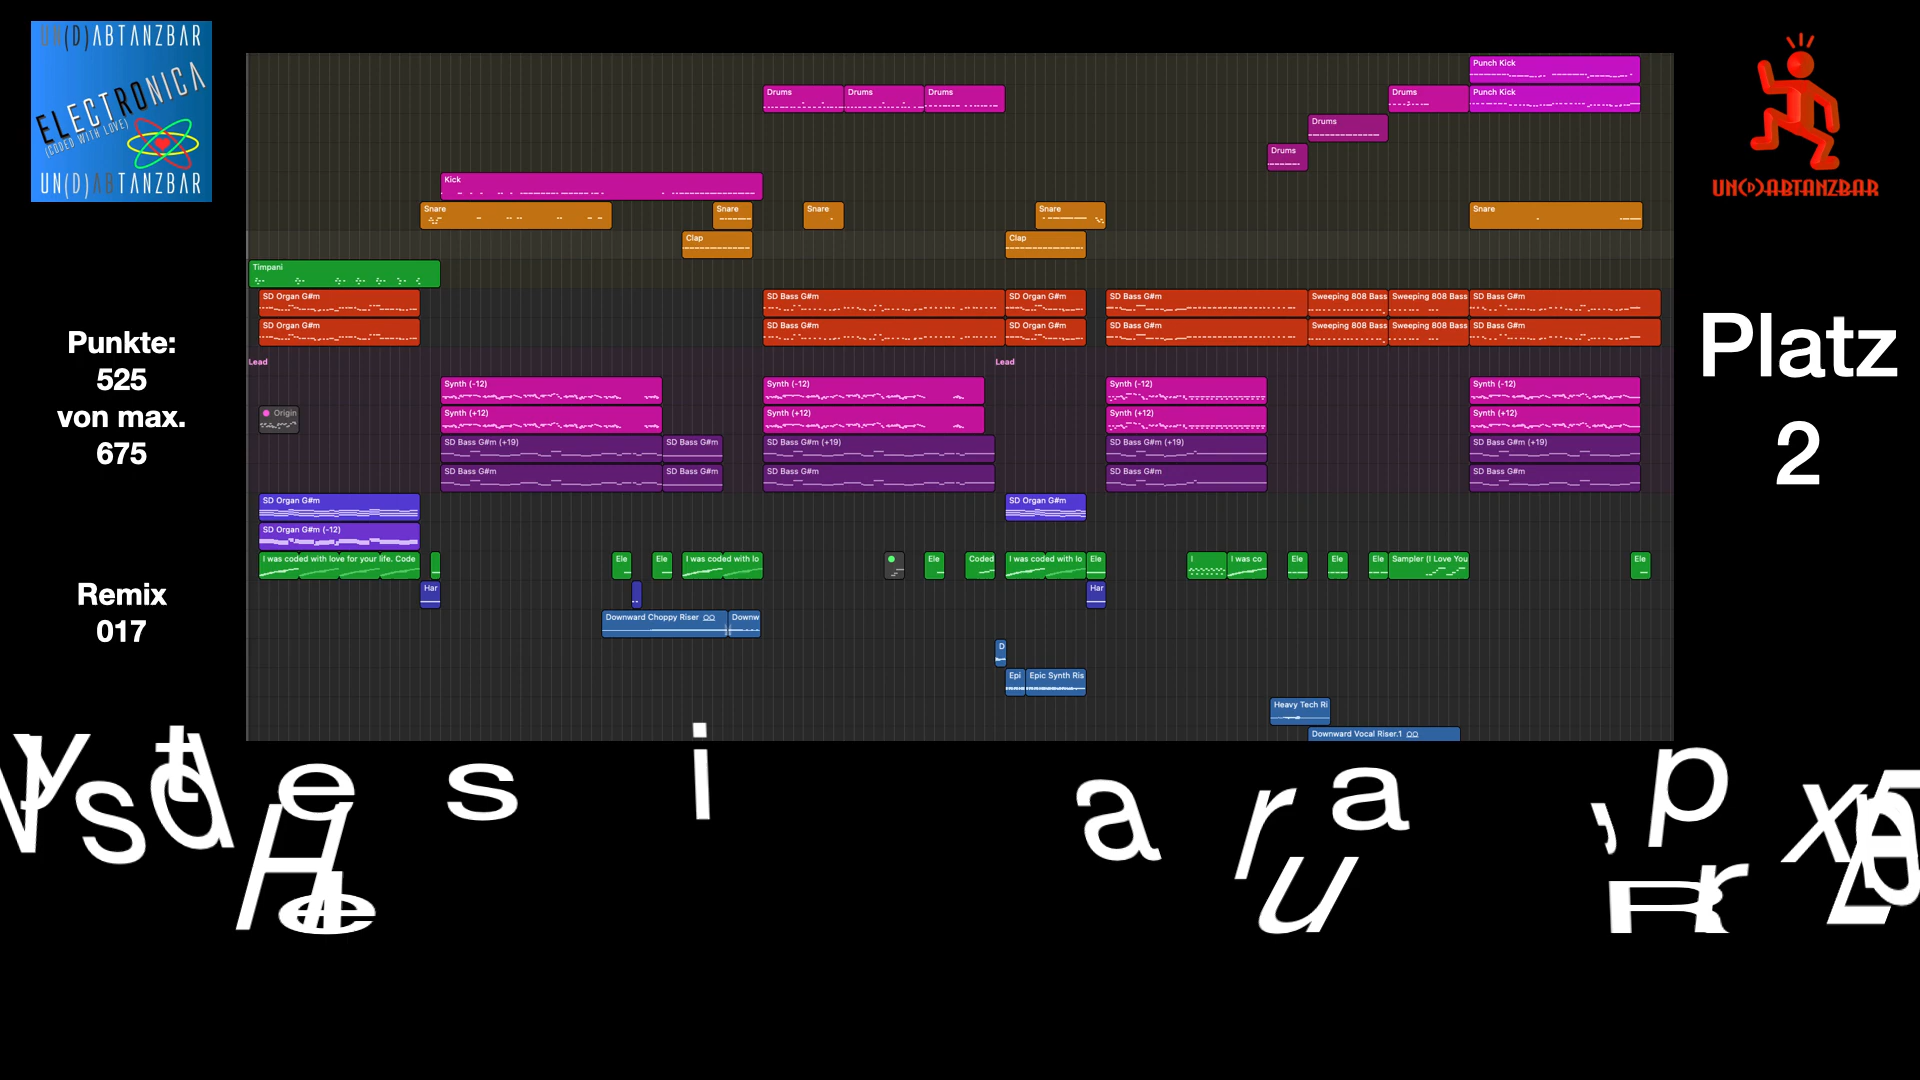 UN(D)ABTANZBAR
ELECTRONICA
(CODED WITH LOVE)
UN(D)ABTANZBAR
Punkte:
525
von max.
675
Remix
017
Punch Kick
Drums Drums Drums Drums Punch Kick
Drums
Drums
Kick
Snare Snare Snare Snare Snare
Clap Clap
Timpani
SD Organ G#m SD Bass G#m SD Organ G#m SD Bass G#m Sweeping 808 Bass Sweeping 808 Bass SD Bass G#m
SD Organ G#m SD Bass G#m SD Organ G#m SD Bass G#m Sweeping 808 Bass Sweeping 808 Bass SD Bass G#m
Lead Lead
Synth (-12) Synth (-12) Synth (-12) Synth (-12)
Origin Synth (+12) Synth (+12) Synth (+12) Synth (+12)
SD Bass G#m (+19) SD Bass G#m SD Bass G#m (+19) SD Bass G#m (+19) SD Bass G#m (+19)
SD Bass G#m SD Bass G#m SD Bass G#m SD Bass G#m SD Bass G#m
SD Organ G#m SD Organ G#m
SD Organ G#m (-12)
I was coded with love for your life. Code Ele Ele I was coded with lo Ele Coded I was coded with lo Ele I I was co Ele Ele Ele Sampler (I Love You Ele
Har Har
Downward Choppy Riser Downw
D
Epi Epic Synth Ris
Heavy Tech Ri
Downward Vocal Riser.1
UN(D)ABTANZBAR
Platz
2
y s t e s i a r a p x
H e u r